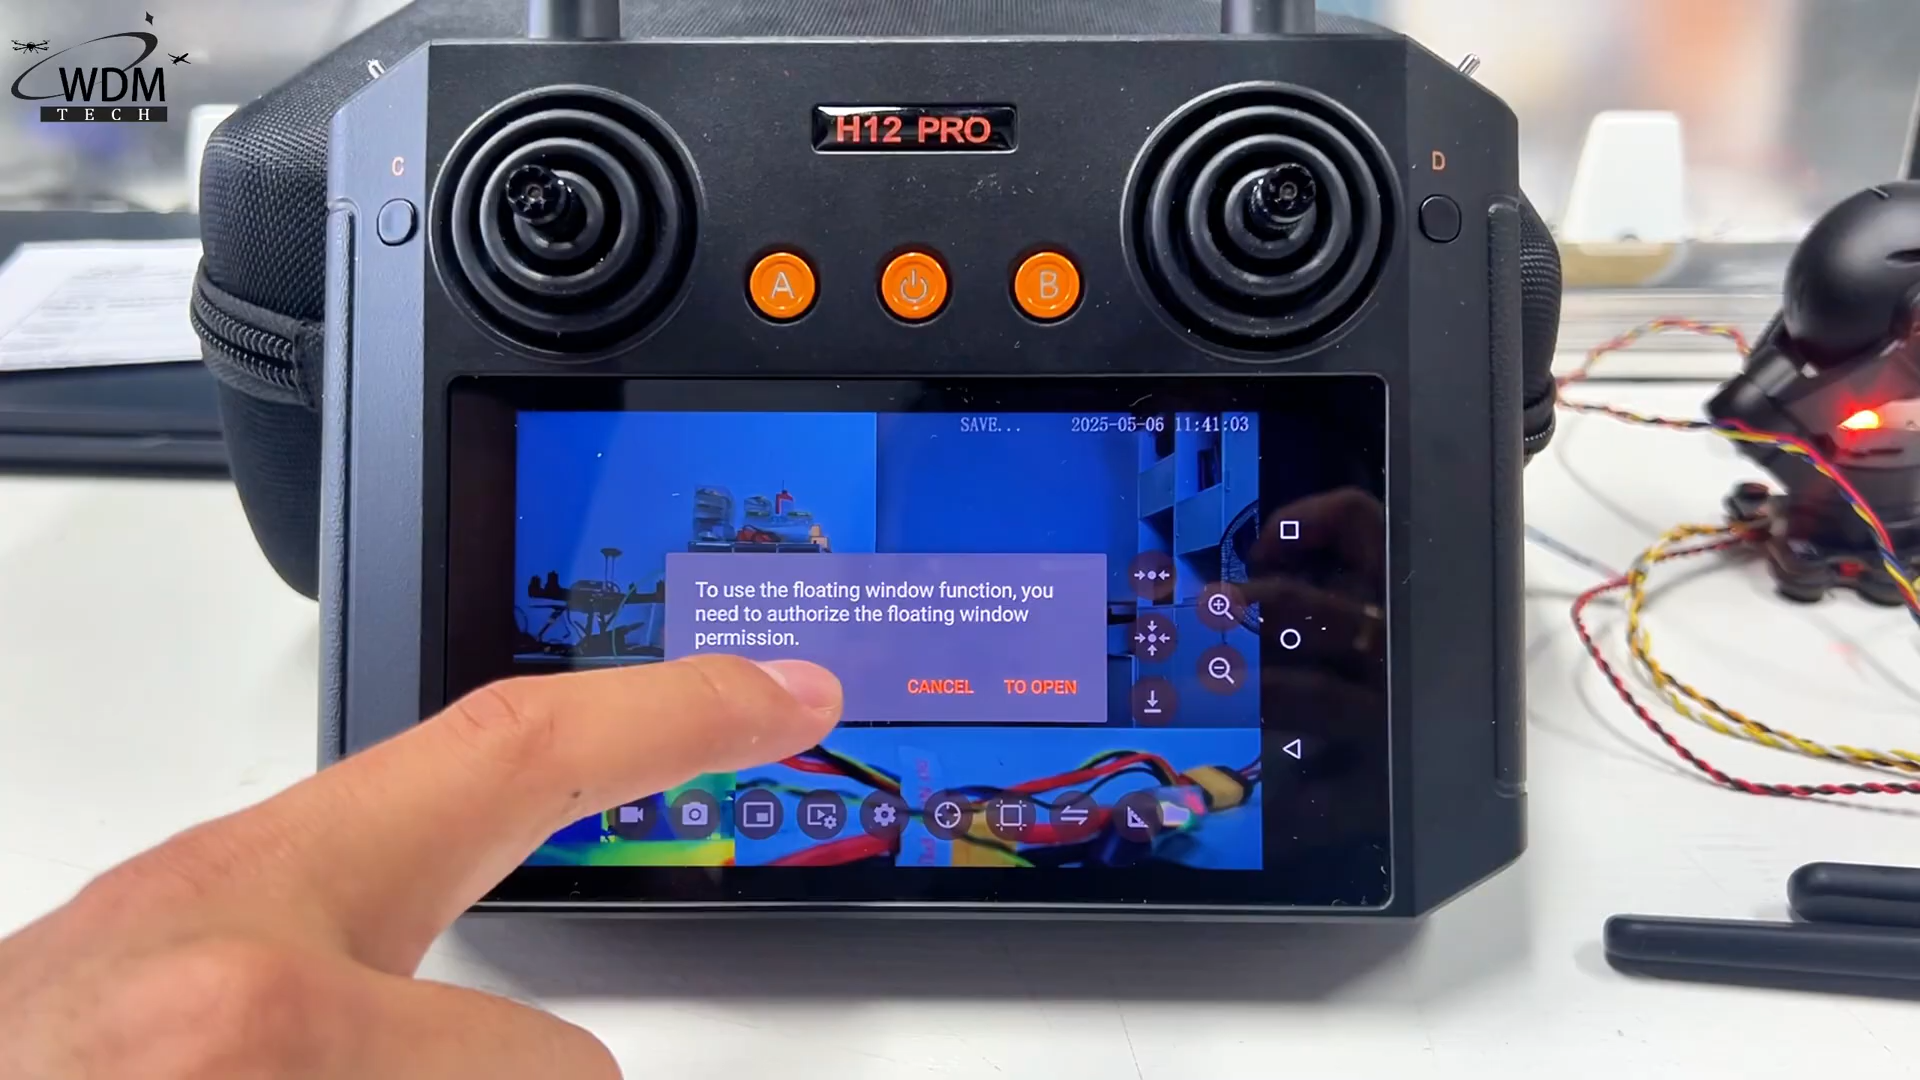 WDM
TECH
H12 PRO
C
D
A
B
SAVE... 2025-05-06 11:41:03
To use the floating window function, you
need to authorize the floating window
permission.
CANCEL TO OPEN